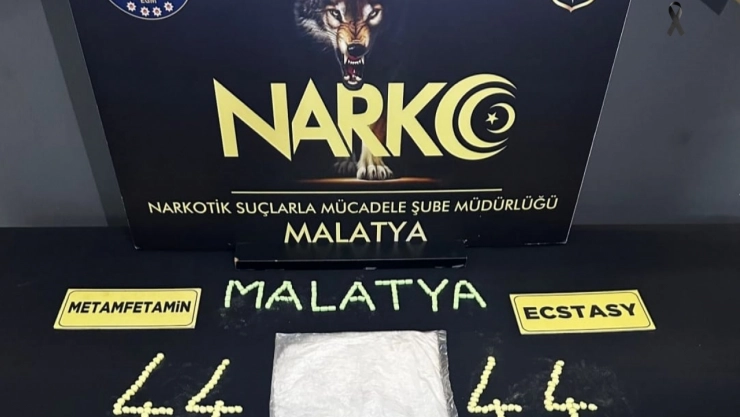 NARKO
NARKOTİK SUÇLARLA MÜCADELE ŞUBE MÜDÜRLÜĞÜ
MALATYA
METAMFETAMİN
MALATYA
ECSTASY
44
44